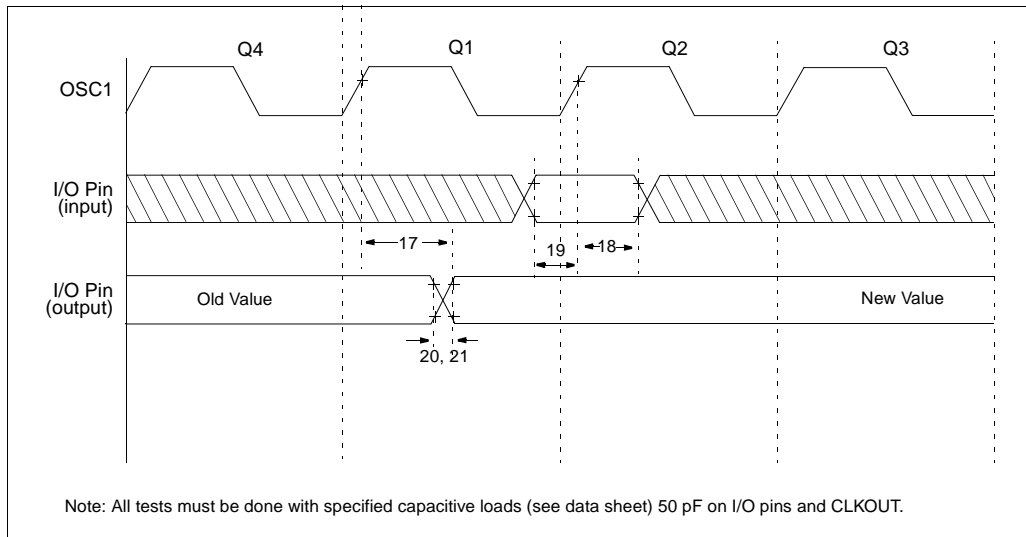 Q4 Q1 Q2 Q3
OSC1
I/O Pin
(input)
17 19 18
I/O Pin
(output)
Old Value New Value
20, 21
Note: All tests must be done with specified capacitive loads (see data sheet) 50 pF on I/O pins and CLKOUT.